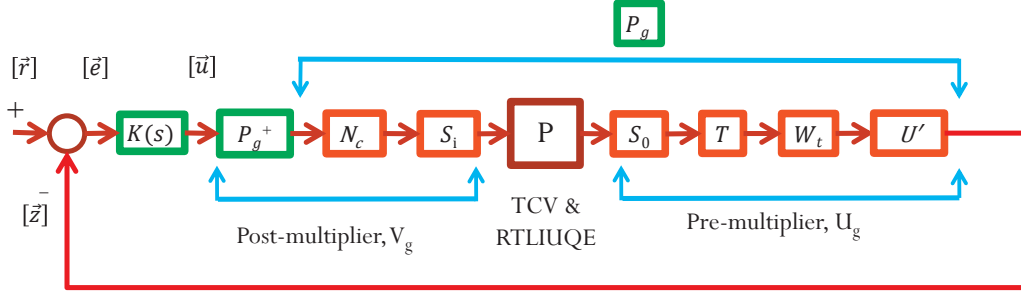 P_g
[r⃗] [e⃗] [u⃗]
+
K(s) P_g⁺ N_c S_i P S_0 T W_t U′
−
[z⃗]
TCV &
RTLIUQE
Post-multiplier, V_g
Pre-multiplier, U_g